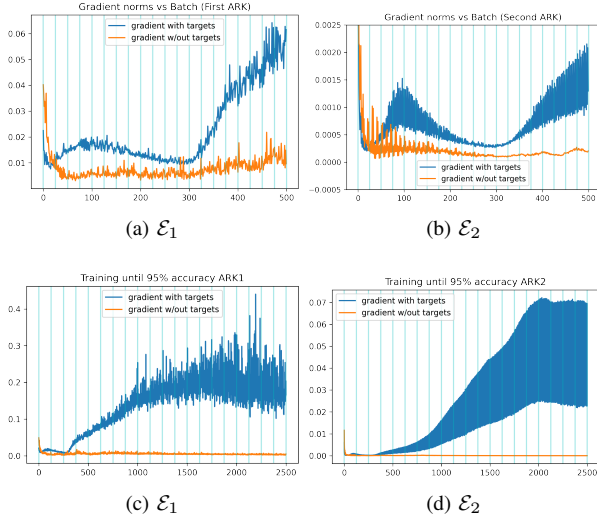 Gradient norms vs Batch (First ARK)
gradient with targets
gradient w/out targets
0.06
0.05
0.04
0.03
0.02
0.01
0 100 200 300 400 500
(a) ℰ₁
Gradient norms vs Batch (Second ARK)
0.0025
0.0020
0.0015
0.0010
0.0005
0.0000
−0.0005
gradient with targets
gradient w/out targets
0 100 200 300 400 500
(b) ℰ₂
Training until 95% accuracy ARK1
gradient with targets
gradient w/out targets
0.4
0.3
0.2
0.1
0.0
0 500 1000 1500 2000 2500
(c) ℰ₁
Training until 95% accuracy ARK2
gradient with targets
gradient w/out targets
0.07
0.06
0.05
0.04
0.03
0.02
0.01
0.00
0 500 1000 1500 2000 2500
(d) ℰ₂